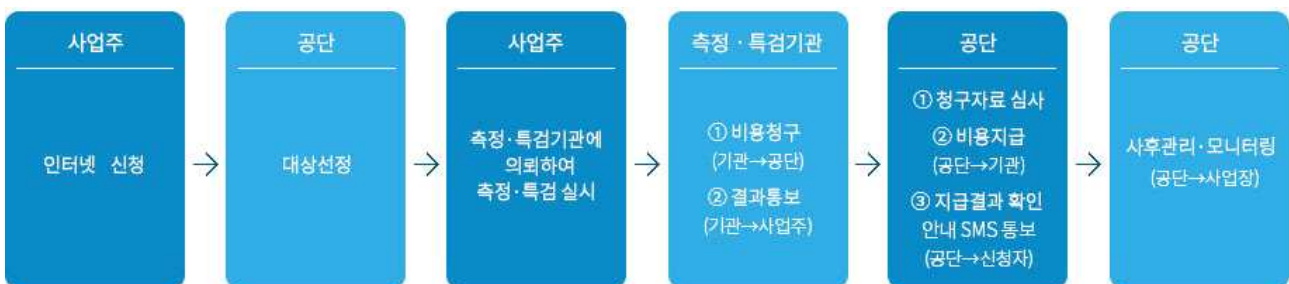 사업주
인터넷 신청
공단
대상선정
사업주
측정·특검기관에
의뢰하여
측정·특검 실시
측정·특검기관
① 비용청구
(기관→공단)
② 결과통보
(기관→사업주)
공단
① 청구자료 심사
② 비용지급
(공단→기관)
③ 지급결과 확인
안내 SMS 통보
(공단→신청자)
공단
사후관리·모니터링
(공단→사업장)